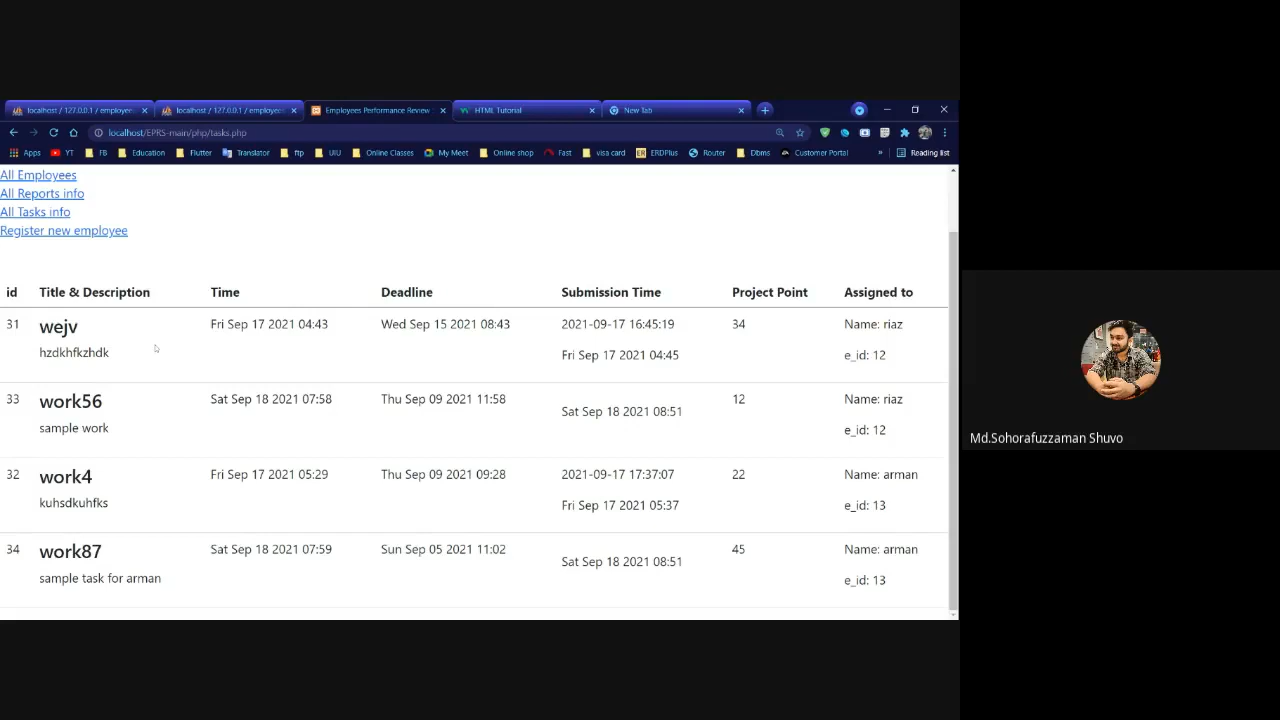 localhost / 127.0.0.1 / employee
localhost / 127.0.0.1 / employee
Employees Performance Review
HTML Tutorial
New Tab
localhost/EPRS-main/php/tasks.php
Apps YT FB Education Flutter Translator ftp UIU Online Classes My Meet Online shop Fast visa card ERDPlus Router Dbms Customer Portal » Reading list
All Employees
All Reports info
All Tasks info
Register new employee
id Title & Description Time Deadline Submission Time Project Point Assigned to
31 wejv Fri Sep 17 2021 04:43 Wed Sep 15 2021 08:43 2021-09-17 16:45:19 34 Name: riaz
hzdkhfkzhdk Fri Sep 17 2021 04:45 e_id: 12
33 work56 Sat Sep 18 2021 07:58 Thu Sep 09 2021 11:58 Sat Sep 18 2021 08:51 12 Name: riaz
sample work e_id: 12
32 work4 Fri Sep 17 2021 05:29 Thu Sep 09 2021 09:28 2021-09-17 17:37:07 22 Name: arman
kuhsdkuhfks Fri Sep 17 2021 05:37 e_id: 13
34 work87 Sat Sep 18 2021 07:59 Sun Sep 05 2021 11:02 Sat Sep 18 2021 08:51 45 Name: arman
sample task for arman e_id: 13
Md.Sohorafuzzaman Shuvo